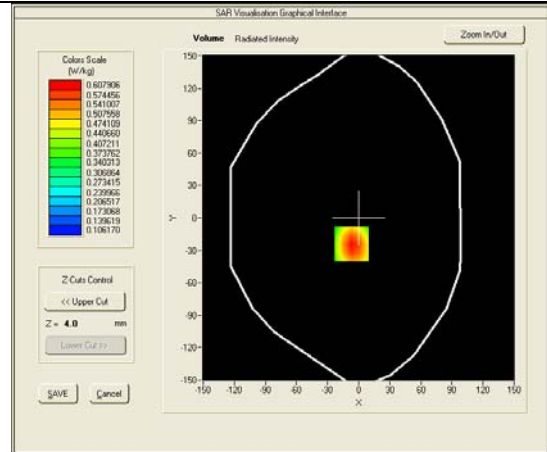 SAR Visualisation Graphical Interface
Volume Radiated Intensity
Zoom In/Out
Colors Scale
(W/kg)
0.607906
0.574456
0.541007
0.507558
0.474109
0.440660
0.407211
0.373762
0.340313
0.306864
0.273415
0.239966
0.206517
0.173068
0.139619
0.106170
Z Cuts Control
<< Upper Cut
Z = 4.0 mm
Lower Cut >>
SAVE Cancel
Y
150-
120-
90-
60-
30-
0-
-30-
-60-
-90-
-120-
-150-
-150 -120 -90 -60 -30 0 30 60 90 120 150
X